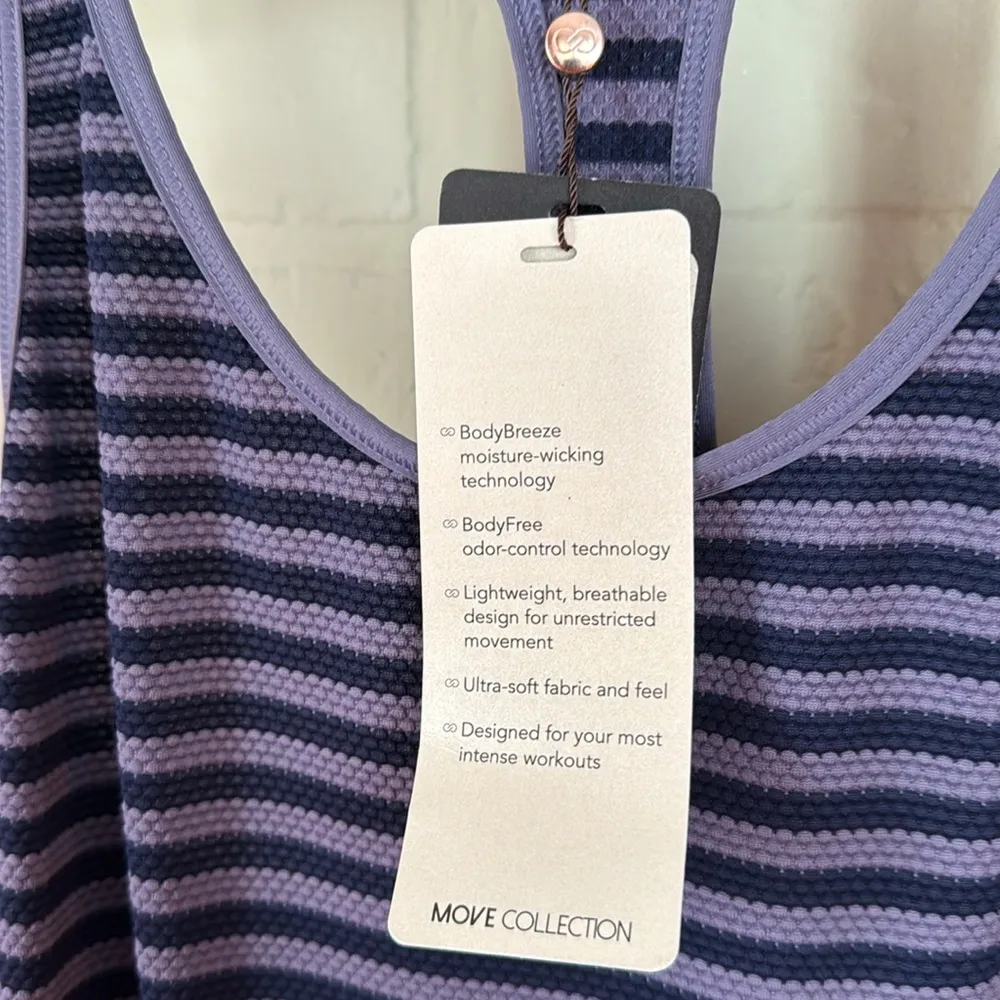 BodyBreeze
moisture-wicking
technology
BodyFree
odor-control technology
Lightweight, breathable
design for unrestricted
movement
Ultra-soft fabric and feel
Designed for your most
intense workouts
MOVE COLLECTION